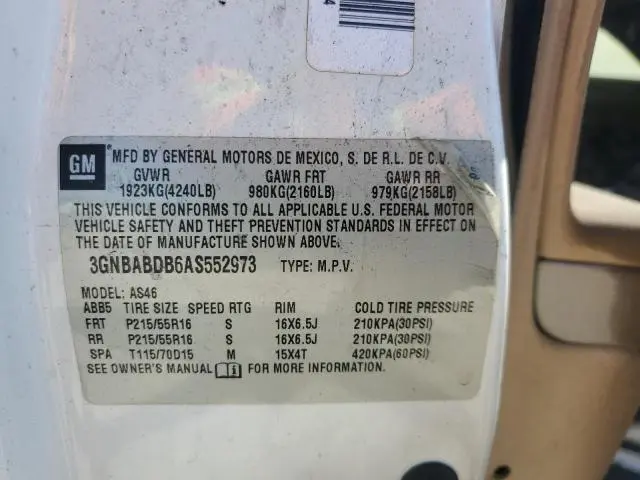 4
GM
MFD BY GENERAL MOTORS DE MEXICO, S. DE R.L. DE C.V.
GVWR GAWR FRT GAWR RR
1923KG(4240LB) 980KG(2160LB) 979KG(2158LB)
THIS VEHICLE CONFORMS TO ALL APPLICABLE U.S. FEDERAL MOTOR
VEHICLE SAFETY AND THEFT PREVENTION STANDARDS IN EFFECT
ON THE DATE OF MANUFACTURE SHOWN ABOVE.
3GNBABDB6AS552973 TYPE: M.P.V.
MODEL: AS46
ABB5 TIRE SIZE SPEED RTG RIM COLD TIRE PRESSURE
FRT P215/55R16 S 16X6.5J 210KPA(30PSI)
RR P215/55R16 S 16X6.5J 210KPA(30PSI)
SPA T115/70D15 M 15X4T 420KPA(60PSI)
SEE OWNER'S MANUAL FOR MORE INFORMATION.